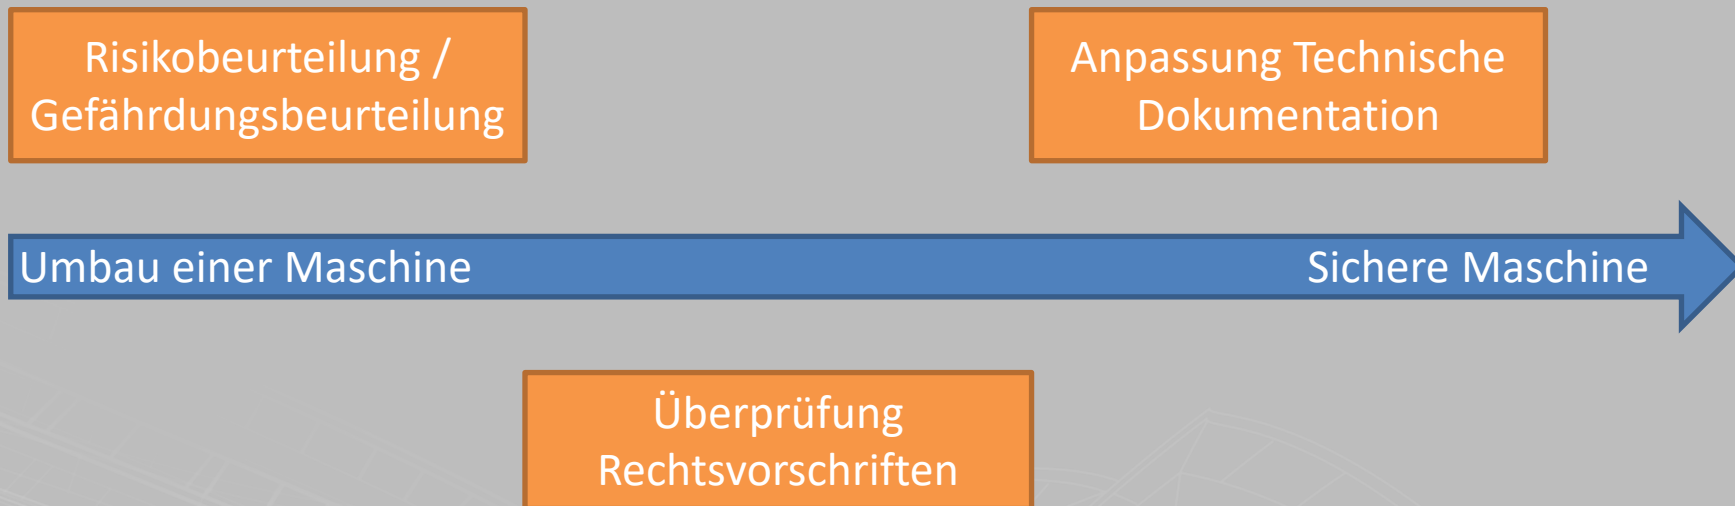 Risikobeurteilung /
Gefährdungsbeurteilung
Anpassung Technische
Dokumentation
Umbau einer Maschine
Sichere Maschine
Überprüfung
Rechtsvorschriften